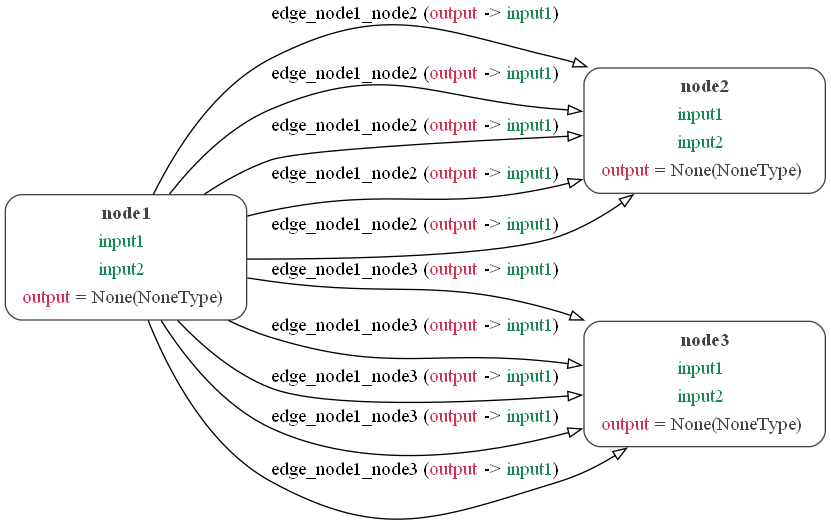 edge_node1_node2 (output -> input1)
edge_node1_node2 (output -> input1)
edge_node1_node2 (output -> input1)
edge_node1_node2 (output -> input1)
edge_node1_node2 (output -> input1)
edge_node1_node3 (output -> input1)
edge_node1_node3 (output -> input1)
edge_node1_node3 (output -> input1)
edge_node1_node3 (output -> input1)
edge_node1_node3 (output -> input1)
node1
input1
input2
output = None(NoneType)
node2
input1
input2
output = None(NoneType)
node3
input1
input2
output = None(NoneType)